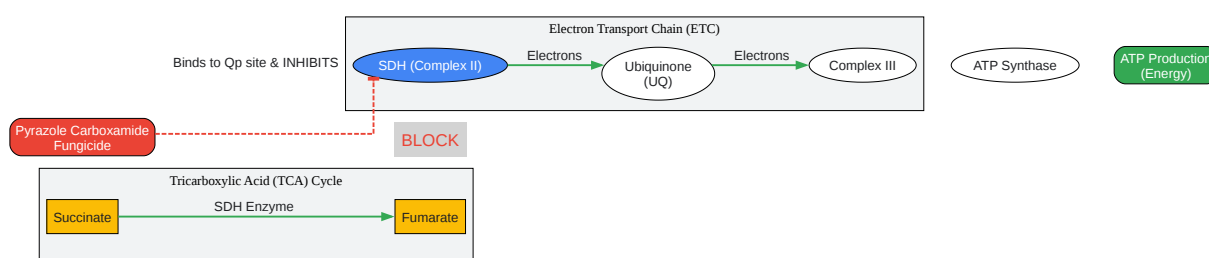 Electron Transport Chain (ETC)
Binds to Qp site & INHIBITS
SDH (Complex II)
Electrons
Ubiquinone
(UQ)
Electrons
Complex III
ATP Synthase
ATP Production
(Energy)
Pyrazole Carboxamide
Fungicide
BLOCK
Tricarboxylic Acid (TCA) Cycle
Succinate
SDH Enzyme
Fumarate